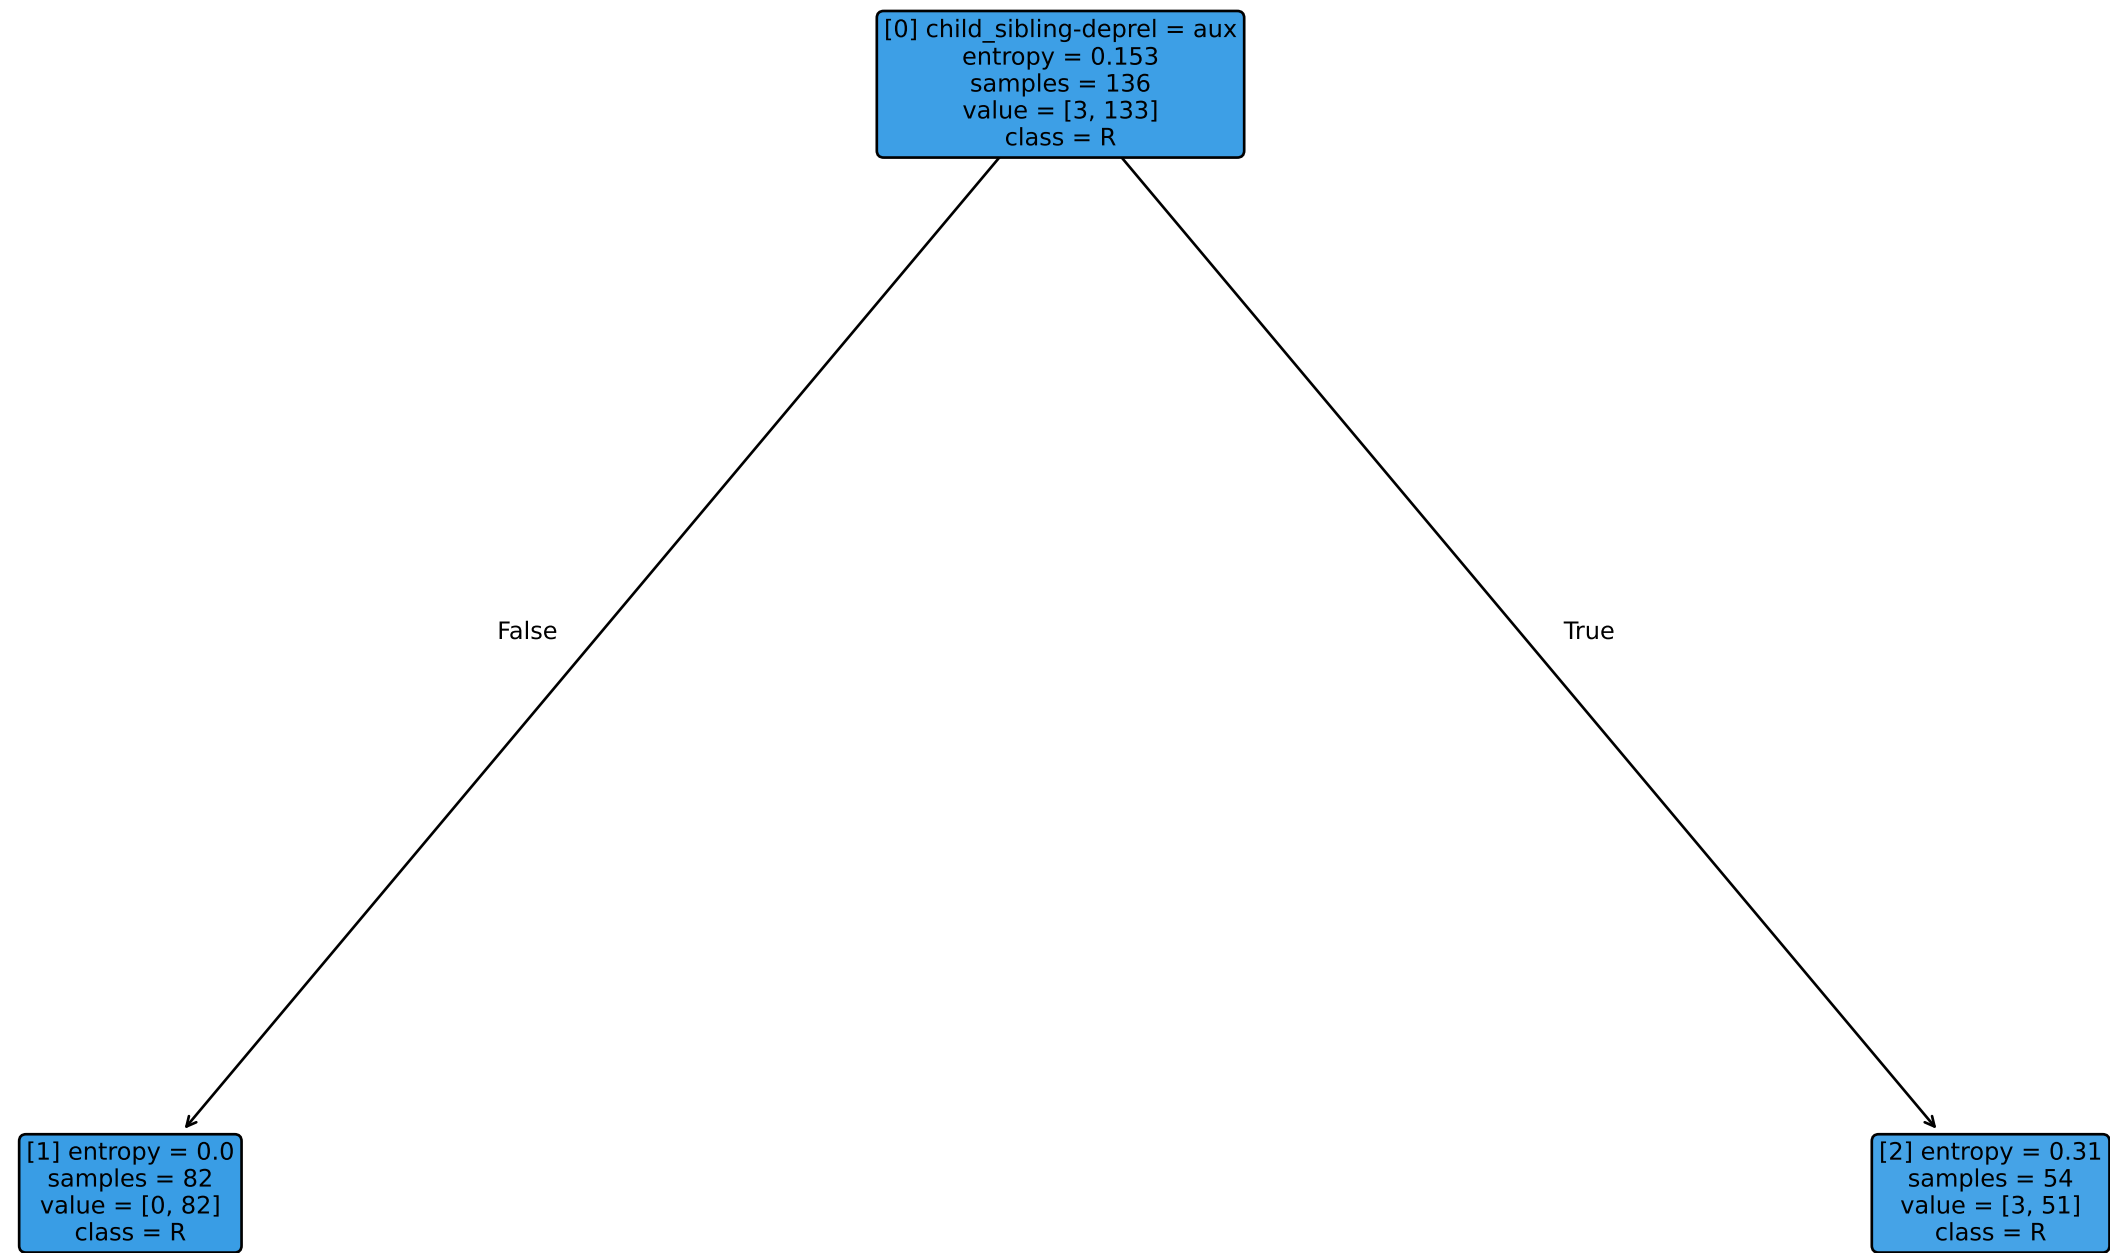 [0] child_sibling-deprel = aux
entropy = 0.153
samples = 136
value = [3, 133]
class = R
False
True
[1] entropy = 0.0
samples = 82
value = [0, 82]
class = R
[2] entropy = 0.31
samples = 54
value = [3, 51]
class = R